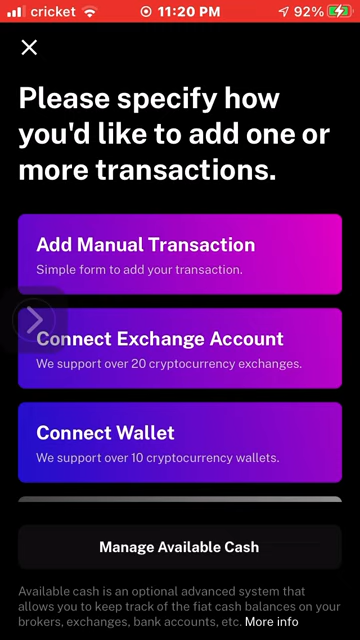 cricket
11:20 PM
92%
Please specify how
you'd like to add one or
more transactions.
Add Manual Transaction
Simple form to add your transaction.
Connect Exchange Account
We support over 20 cryptocurrency exchanges.
Connect Wallet
We support over 10 cryptocurrency wallets.
Manage Available Cash
Available cash is an optional advanced system that
allows you to keep track of the fiat cash balances on your
brokers, exchanges, bank accounts, etc. More info